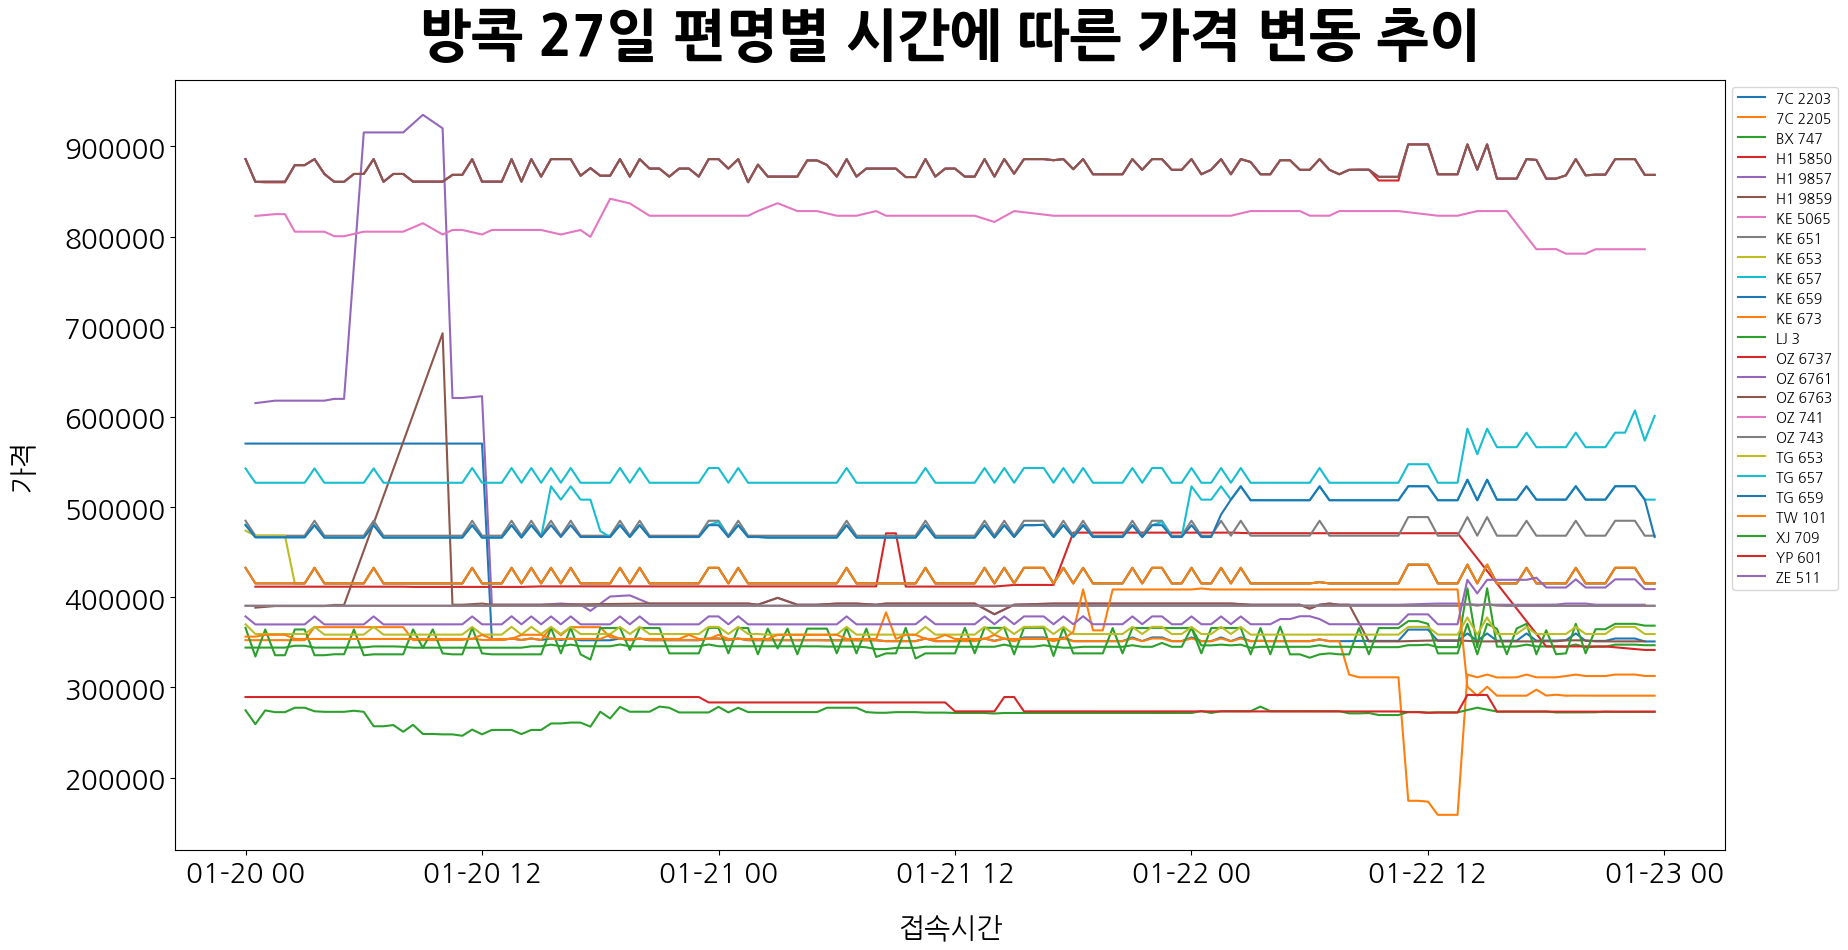 방콕 27일 편명별 시간에 따른 가격 변동 추이
가격
900000
800000
700000
600000
500000
400000
300000
200000
01-20 00
01-20 12
01-21 00
01-21 12
01-22 00
01-22 12
01-23 00
접속시간
7C 2203
7C 2205
BX 747
H1 5850
H1 9857
H1 9859
KE 5065
KE 651
KE 653
KE 657
KE 659
KE 673
LJ 3
OZ 6737
OZ 6761
OZ 6763
OZ 741
OZ 743
TG 653
TG 657
TG 659
TW 101
XJ 709
YP 601
ZE 511